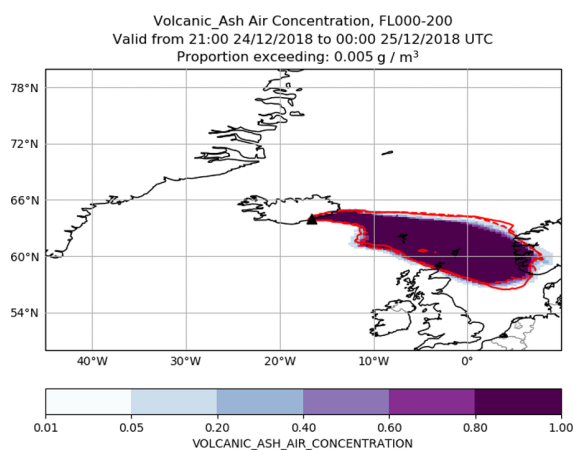 Volcanic_Ash Air Concentration, FL000-200
Valid from 21:00 24/12/2018 to 00:00 25/12/2018 UTC
Proportion exceeding: 0.005 g / m³
78°N
72°N
66°N
60°N
54°N
40°W 30°W 20°W 10°W 0°
0.01 0.05 0.20 0.40 0.60 0.80 1.00
VOLCANIC_ASH_AIR_CONCENTRATION